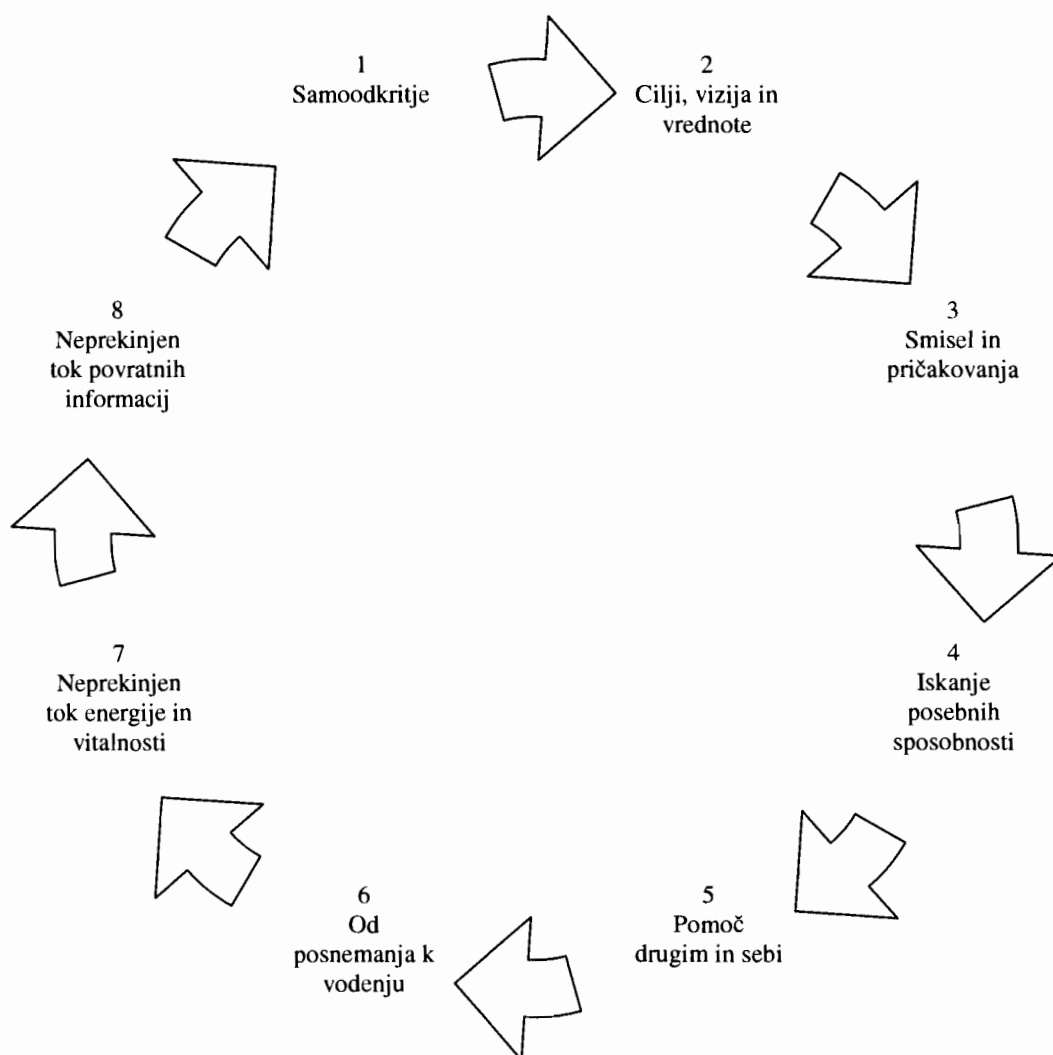 1
Samoodkritje
2
Cilji, vizija in
vrednote
3
Smisel in
pričakovanja
4
Iskanje
posebnih
sposobnosti
5
Pomoč
drugim in sebi
6
Od
posnemanja k
vodenju
7
Neprekinjen
tok energije in
vitalnosti
8
Neprekinjen
tok povratnih
informacij